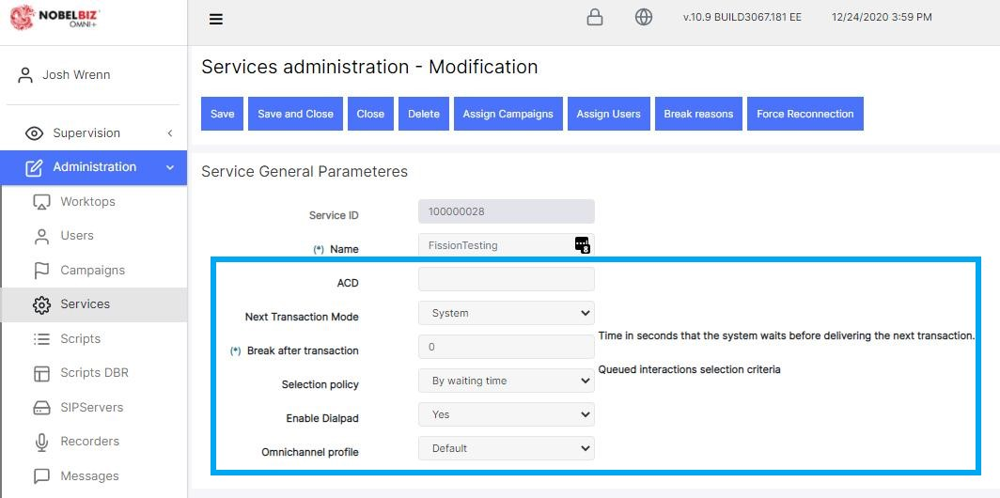 NOBELBIZ
OMNI+
v.10.9 BUILD3067.181 EE 12/24/2020 3:59 PM
Josh Wrenn
Supervision
Administration
Worktops
Users
Campaigns
Services
Scripts
Scripts DBR
SIPServers
Recorders
Messages
Services administration - Modification
Save Save and Close Close Delete Assign Campaigns Assign Users Break reasons Force Reconnection
Service General Parameteres
Service ID 100000028
(*) Name FissionTesting 8
ACD
Next Transaction Mode System
(*) Break after transaction 0 Time in seconds that the system waits before delivering the next transaction.
Selection policy By waiting time Queued interactions selection criteria
Enable Dialpad Yes
Omnichannel profile Default